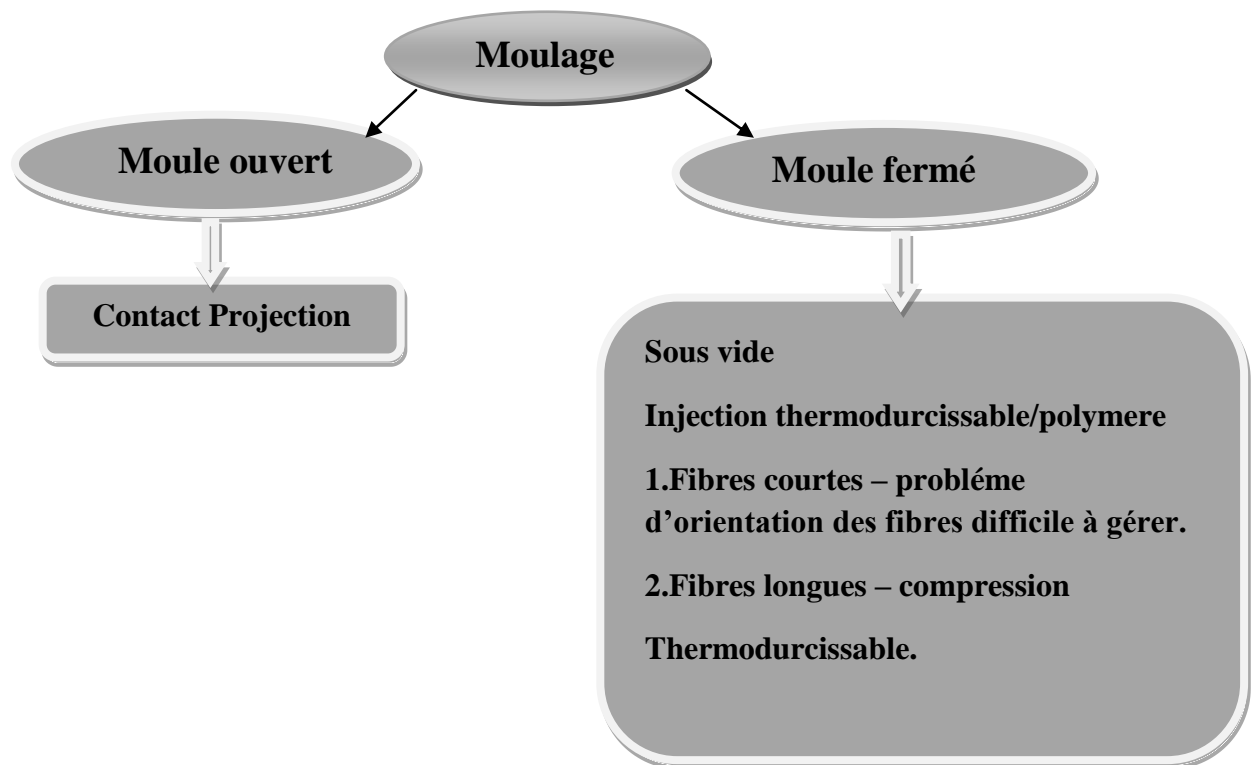 Moulage
Moule ouvert
Moule fermé
Contact Projection
Sous vide
Injection thermodurcissable/polymere
1.Fibres courtes – probléme
d’orientation des fibres difficile à gérer.
2.Fibres longues – compression
Thermodurcissable.